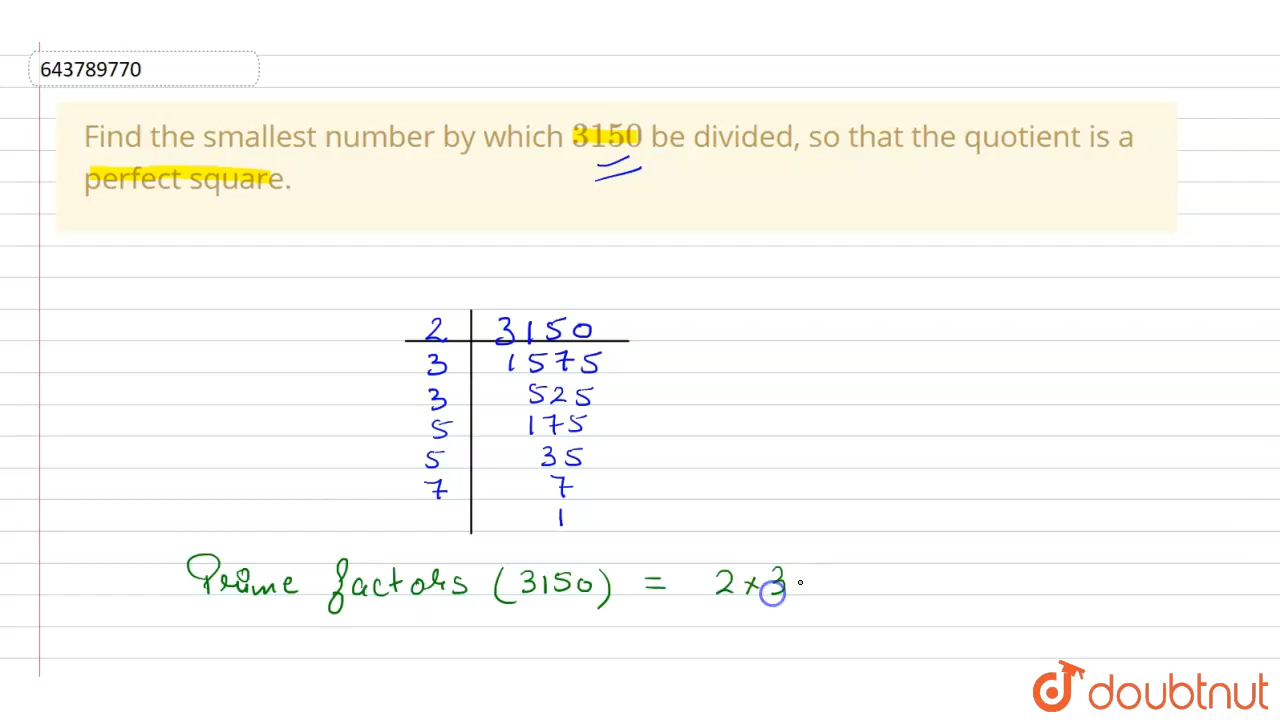 643789770
Find the smallest number by which 3150 be divided, so that the quotient is a
perfect square.
2 3150
3 1575
3 525
5 175
5 35
7 7
1
Prime factors (3150) = 2 × 3
doubtnut